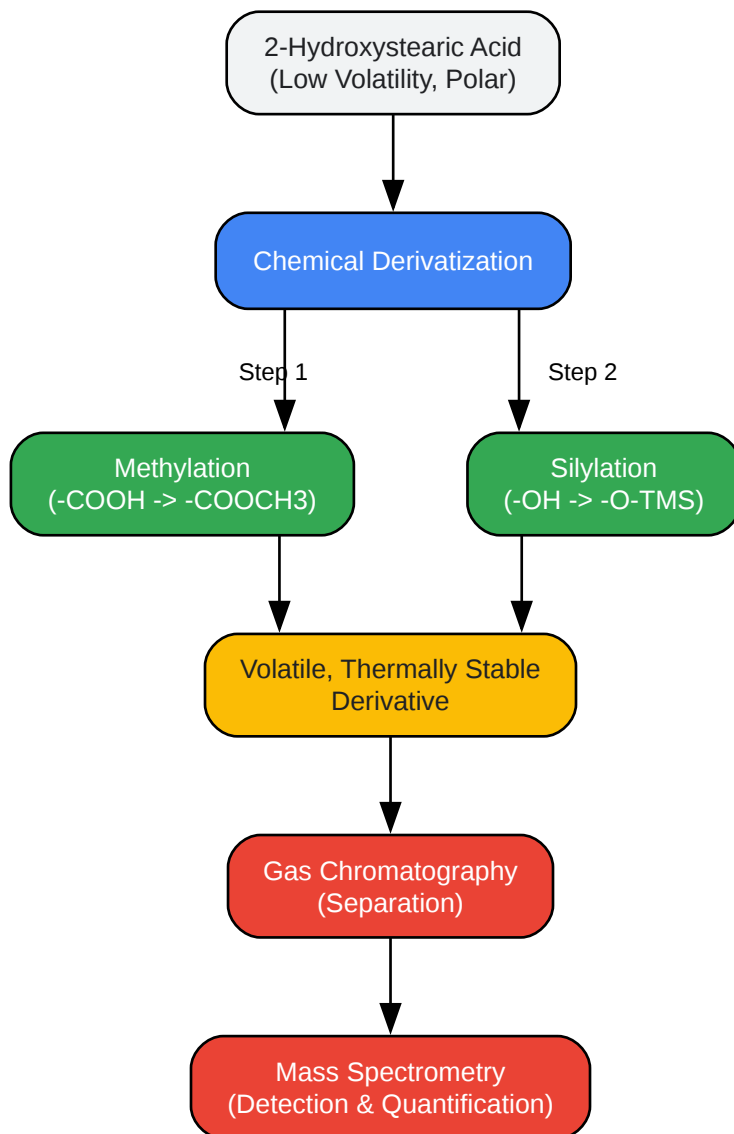 2-Hydroxystearic Acid
(Low Volatility, Polar)
Chemical Derivatization
Step 1
Step 2
Methylation
(-COOH -> -COOCH3)
Silylation
(-OH -> -O-TMS)
Volatile, Thermally Stable
Derivative
Gas Chromatography
(Separation)
Mass Spectrometry
(Detection & Quantification)